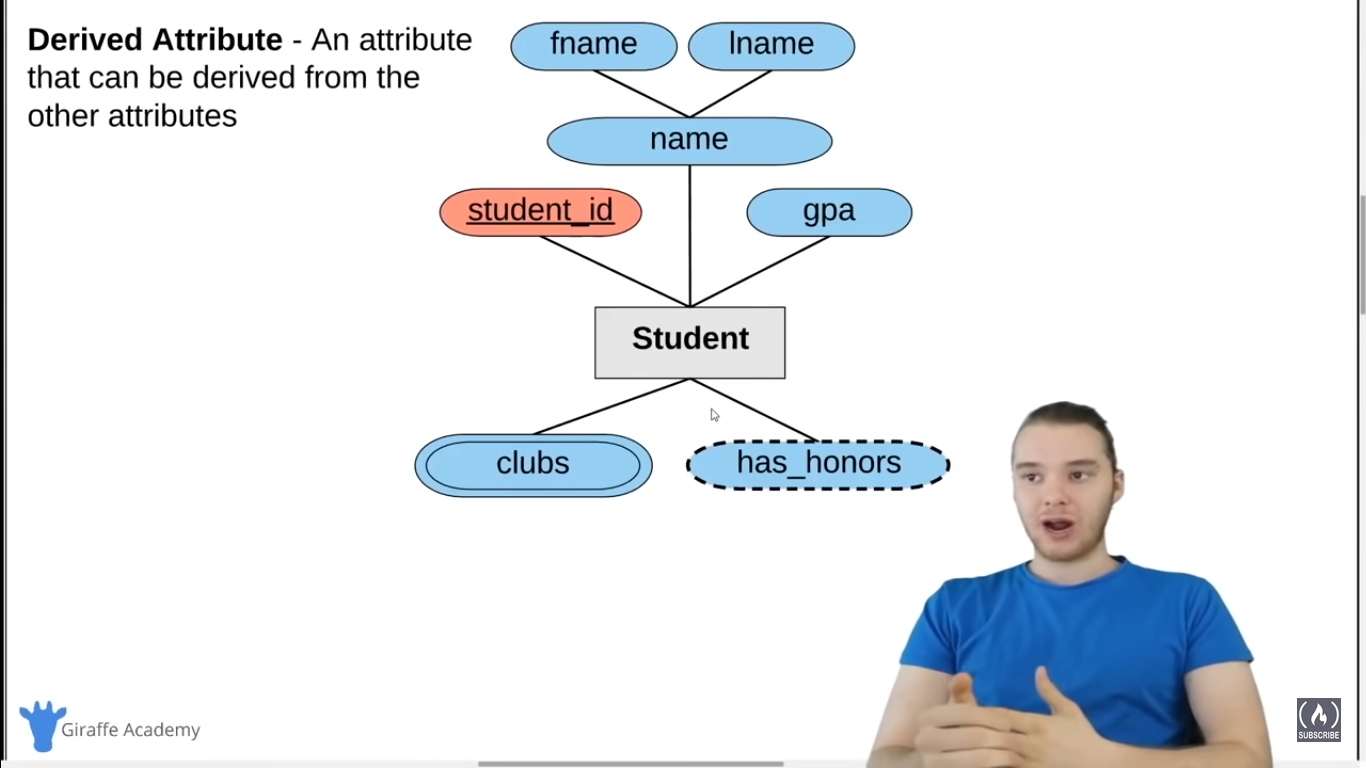 Derived Attribute - An attribute
that can be derived from the
other attributes
fname
lname
name
student_id
gpa
Student
clubs
has_honors
Giraffe Academy
SUBSCRIBE